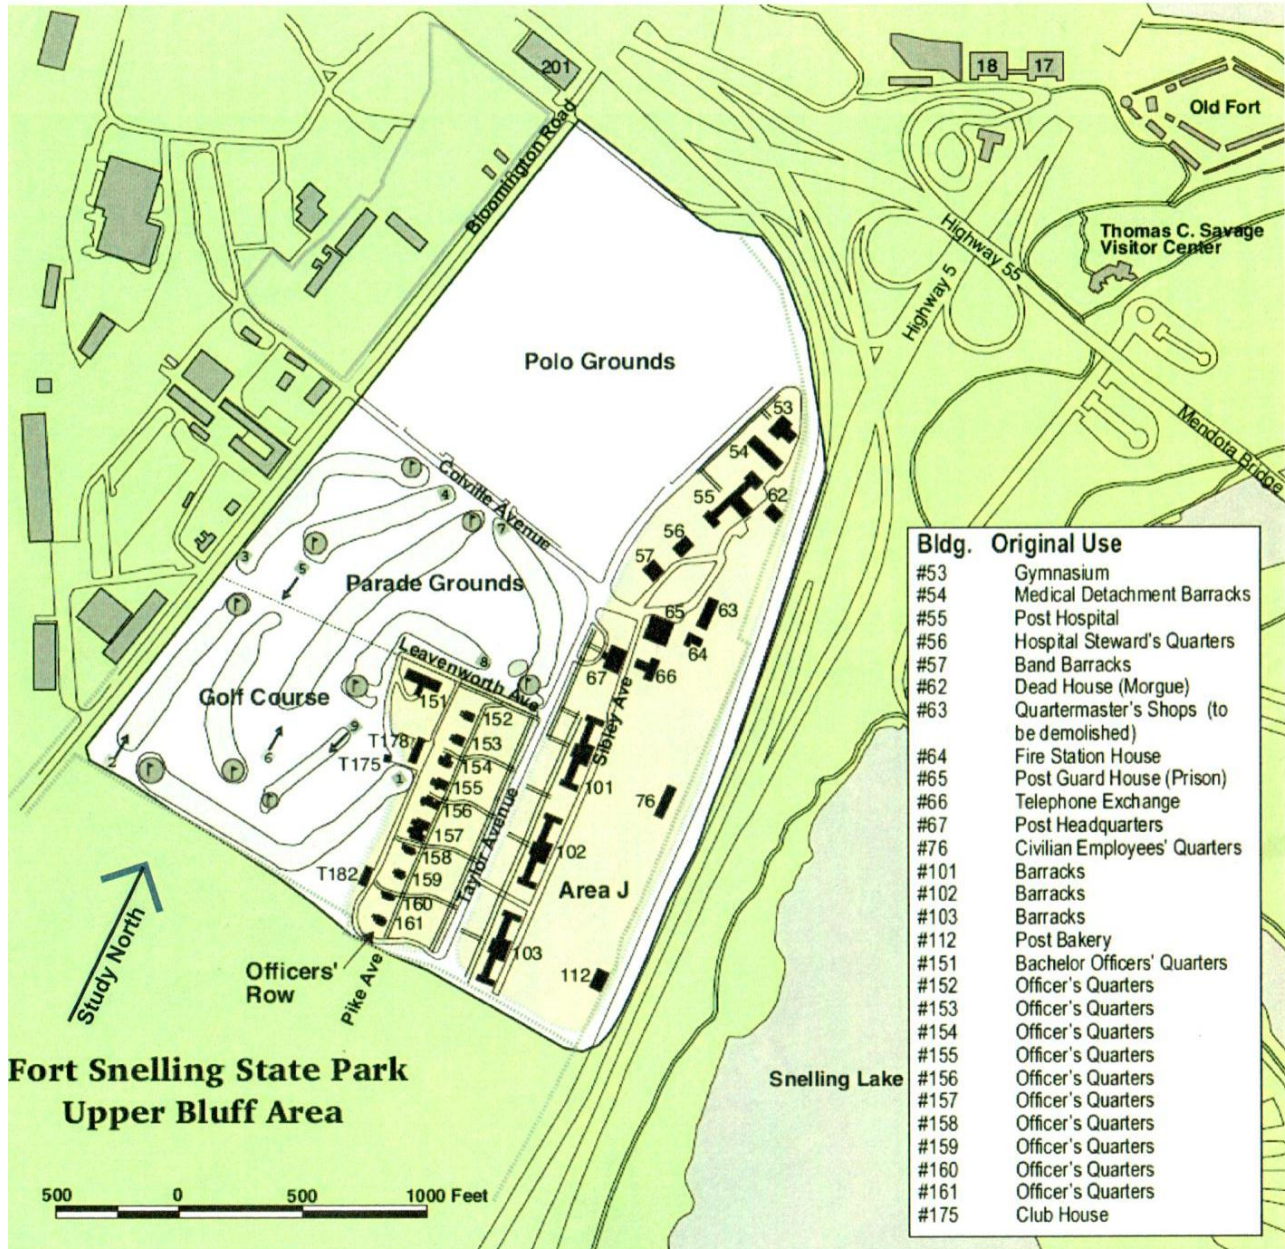 201
18
17
Old Fort
Bloomington Road
Highway 55
Thomas C. Savage
Visitor Center
Highway 5
Polo Grounds
Mendota Bridge
53
54
55
62
56
57
Colville Avenue
4
7
3
5
Parade Grounds
65
63
64
66
67
8
Leavenworth Ave
Sibley Ave
Golf Course
151
152
153
154
155
156
157
158
159
160
161
T178
T175
T182
1
2
6
9
101
102
103
76
112
Taylor Avenue
Area J
Officers'
Row
Pike Ave
Study North
Fort Snelling State Park
Upper Bluff Area
Snelling Lake
500 0 500 1000 Feet
Bldg. Original Use
#53 Gymnasium
#54 Medical Detachment Barracks
#55 Post Hospital
#56 Hospital Steward's Quarters
#57 Band Barracks
#62 Dead House (Morgue)
#63 Quartermaster's Shops (to
be demolished)
#64 Fire Station House
#65 Post Guard House (Prison)
#66 Telephone Exchange
#67 Post Headquarters
#76 Civilian Employees' Quarters
#101 Barracks
#102 Barracks
#103 Barracks
#112 Post Bakery
#151 Bachelor Officers' Quarters
#152 Officer's Quarters
#153 Officer's Quarters
#154 Officer's Quarters
#155 Officer's Quarters
#156 Officer's Quarters
#157 Officer's Quarters
#158 Officer's Quarters
#159 Officer's Quarters
#160 Officer's Quarters
#161 Officer's Quarters
#175 Club House